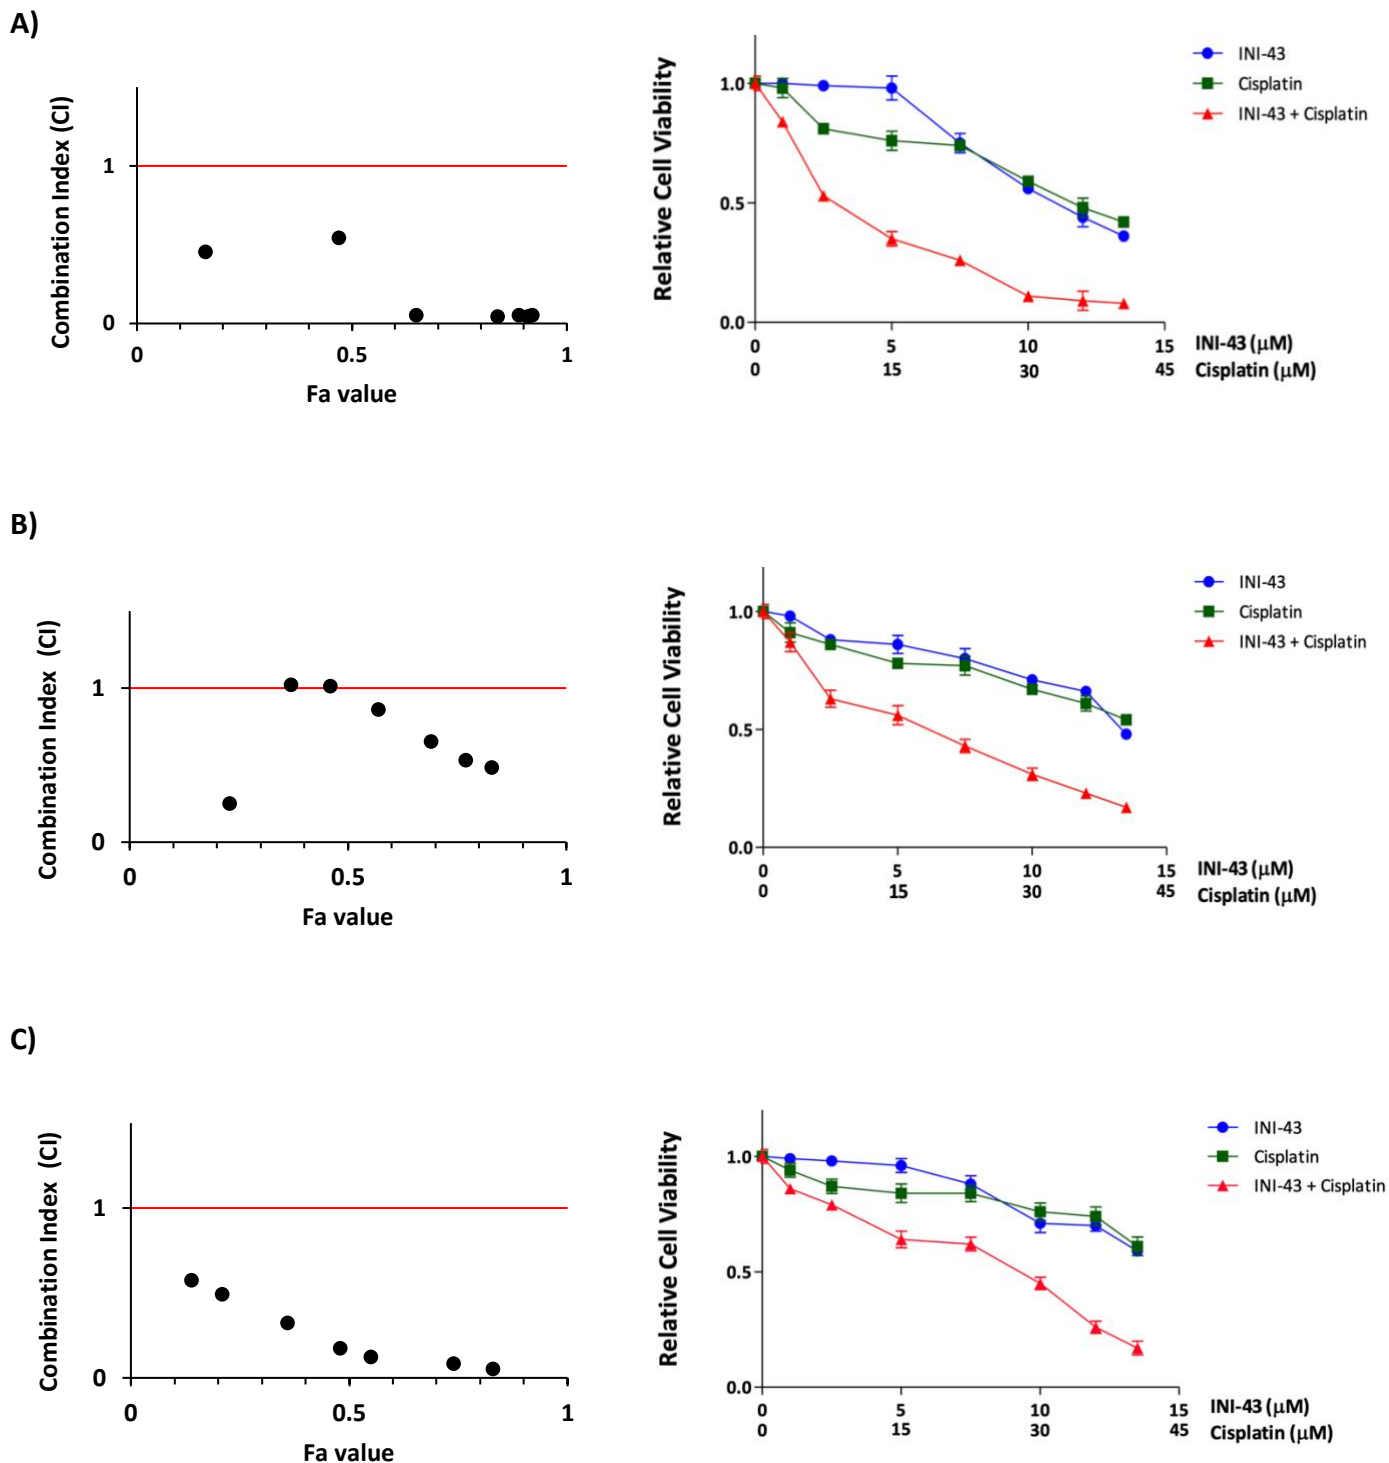 A)
Combination Index (CI)
1
0
0 0.5 1
Fa value
Relative Cell Viability
1.0
0.5
0.0
0 5 10 15 INI-43 (μM)
0 15 30 45 Cisplatin (μM)
INI-43
Cisplatin
INI-43 + Cisplatin
B)
Combination Index (CI)
1
0
0 0.5 1
Fa value
Relative Cell Viability
1.0
0.5
0.0
0 5 10 15 INI-43 (μM)
0 15 30 45 Cisplatin (μM)
INI-43
Cisplatin
INI-43 + Cisplatin
C)
Combination Index (CI)
1
0
0 0.5 1
Fa value
Relative Cell Viability
1.0
0.5
0.0
0 5 10 15 INI-43 (μM)
0 15 30 45 Cisplatin (μM)
INI-43
Cisplatin
INI-43 + Cisplatin